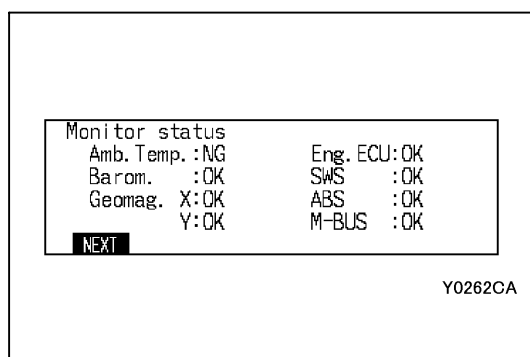 Monitor status
Amb.Temp.:NG Eng.ECU:OK
Barom. :OK SWS :OK
Geomag. X:OK ABS :OK
Y:OK M-BUS :OK
NEXT
Y0262CA